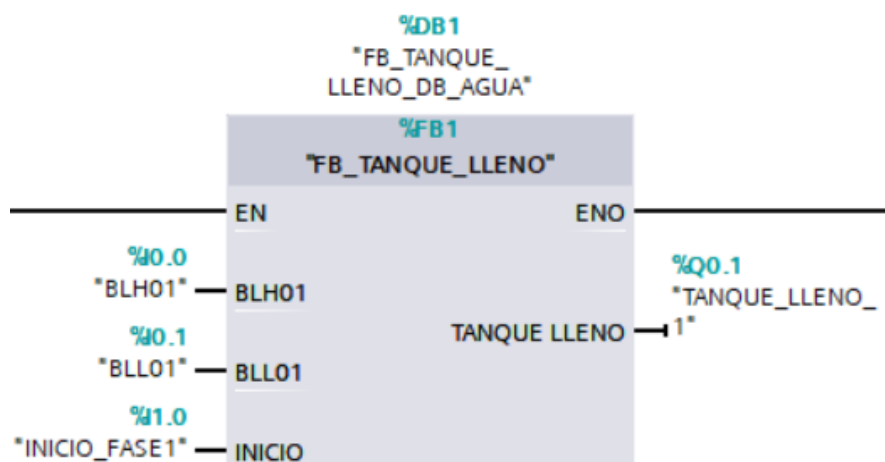 %DB1
"FB_TANQUE_
LLENO_DB_AGUA"
%FB1
"FB_TANQUE_LLENO"
EN
ENO
%I0.0
"BLH01"
BLH01
%Q0.1
"TANQUE_LLENO_
1"
TANQUE LLENO
%I0.1
"BLL01"
BLL01
%I1.0
"INICIO_FASE1"
INICIO